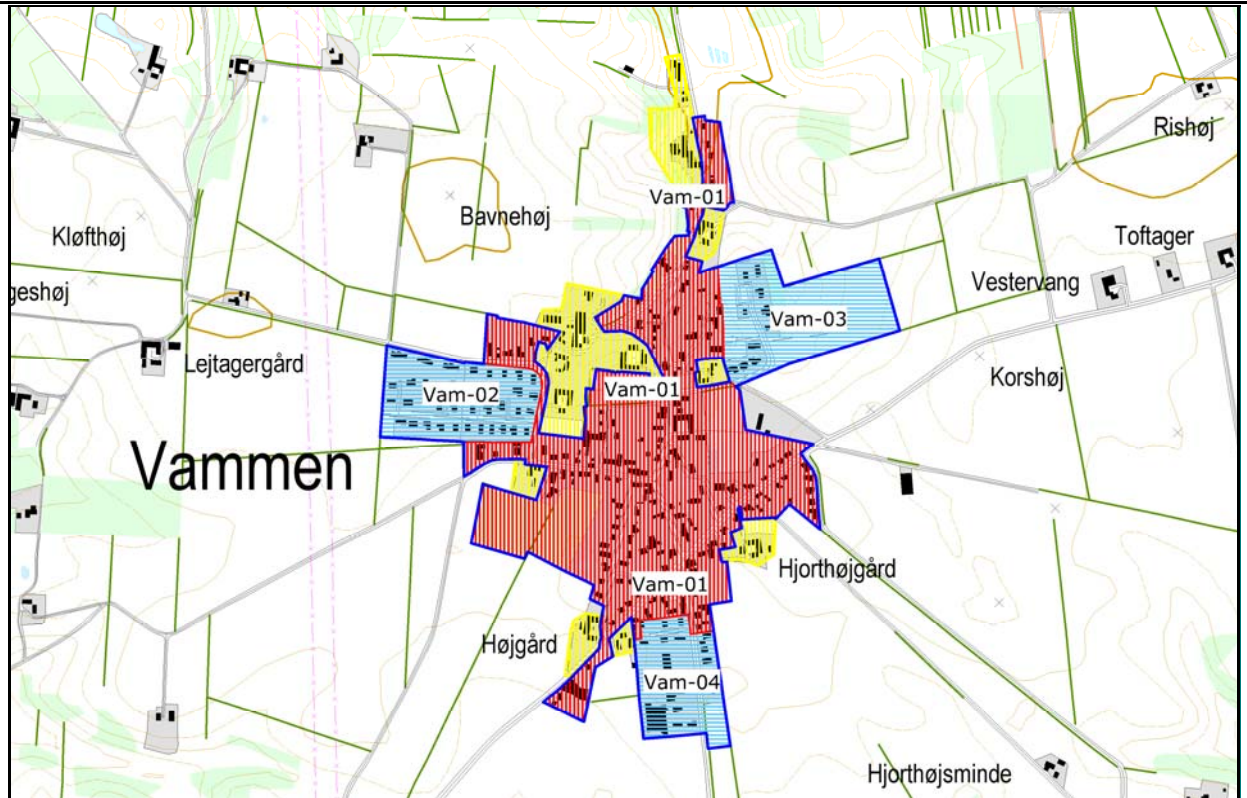 Rishøj
Vam-01
Bavnehøj
Kløfthøj
Toftager
Vestervang
geshøj
Vam-03
Lejtagergård
Korshøj
Vam-02
Vam-01
Vammen
Hjorthøjgård
Vam-01
Højgård
Vam-04
Hjorthøjsminde